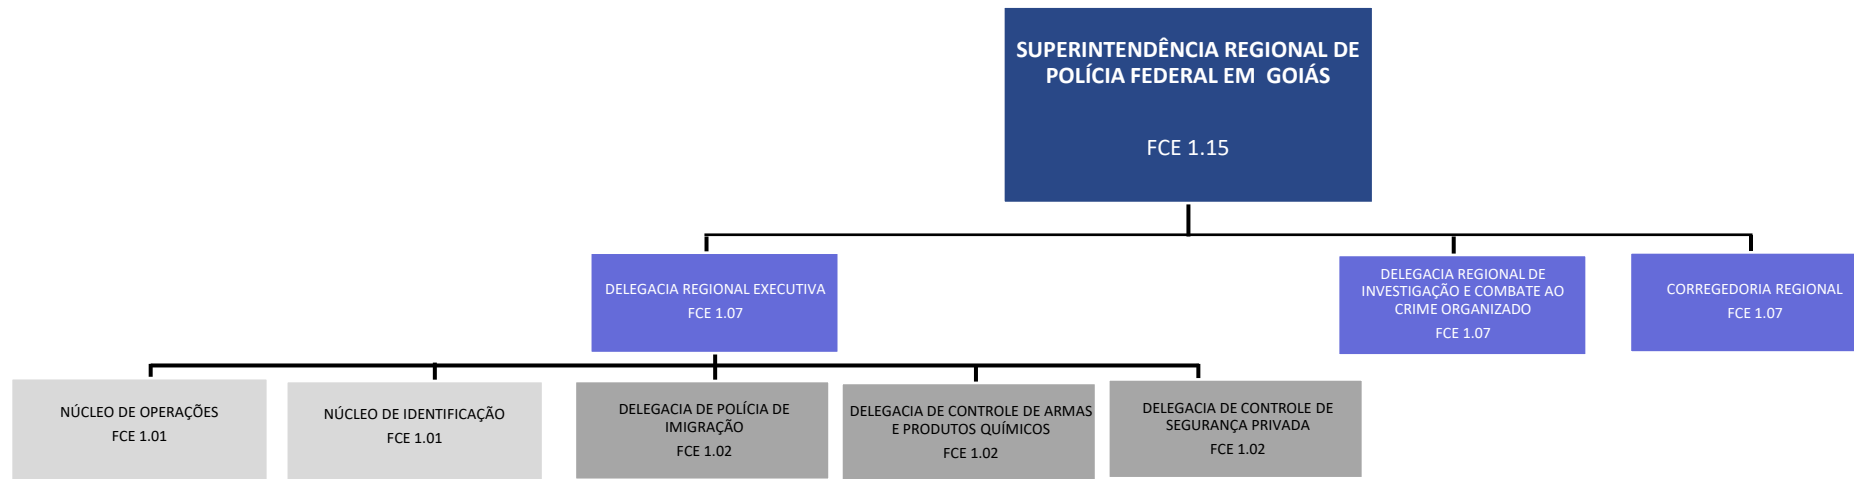 SUPERINTENDÊNCIA REGIONAL DE
POLÍCIA FEDERAL EM GOIÁS
FCE 1.15
DELEGACIA REGIONAL EXECUTIVA
FCE 1.07
DELEGACIA REGIONAL DE
INVESTIGAÇÃO E COMBATE AO
CRIME ORGANIZADO
FCE 1.07
CORREGEDORIA REGIONAL
FCE 1.07
NÚCLEO DE OPERAÇÕES
FCE 1.01
NÚCLEO DE IDENTIFICAÇÃO
FCE 1.01
DELEGACIA DE POLÍCIA DE
IMIGRAÇÃO
FCE 1.02
DELEGACIA DE CONTROLE DE ARMAS
E PRODUTOS QUÍMICOS
FCE 1.02
DELEGACIA DE CONTROLE DE
SEGURANÇA PRIVADA
FCE 1.02